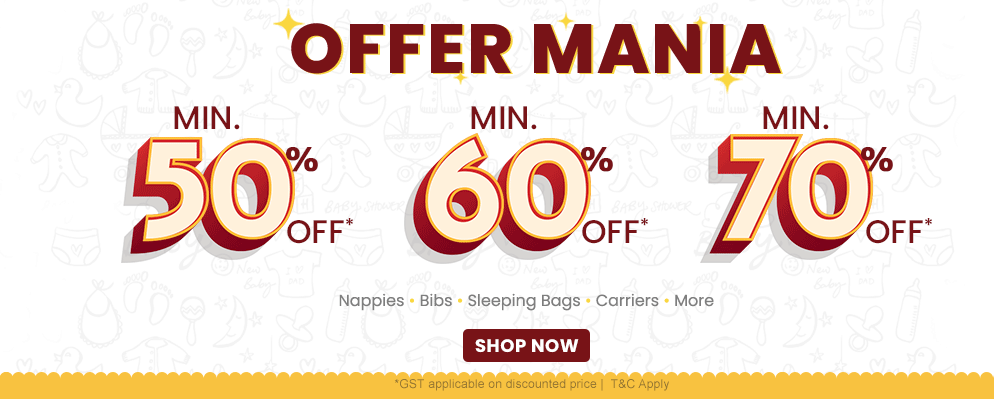 OFFER MANIA
MIN. 50% OFF*
MIN. 60% OFF*
MIN. 70% OFF*
Nappies • Bibs • Sleeping Bags • Carriers • More
SHOP NOW
*GST applicable on discounted price | T&C Apply